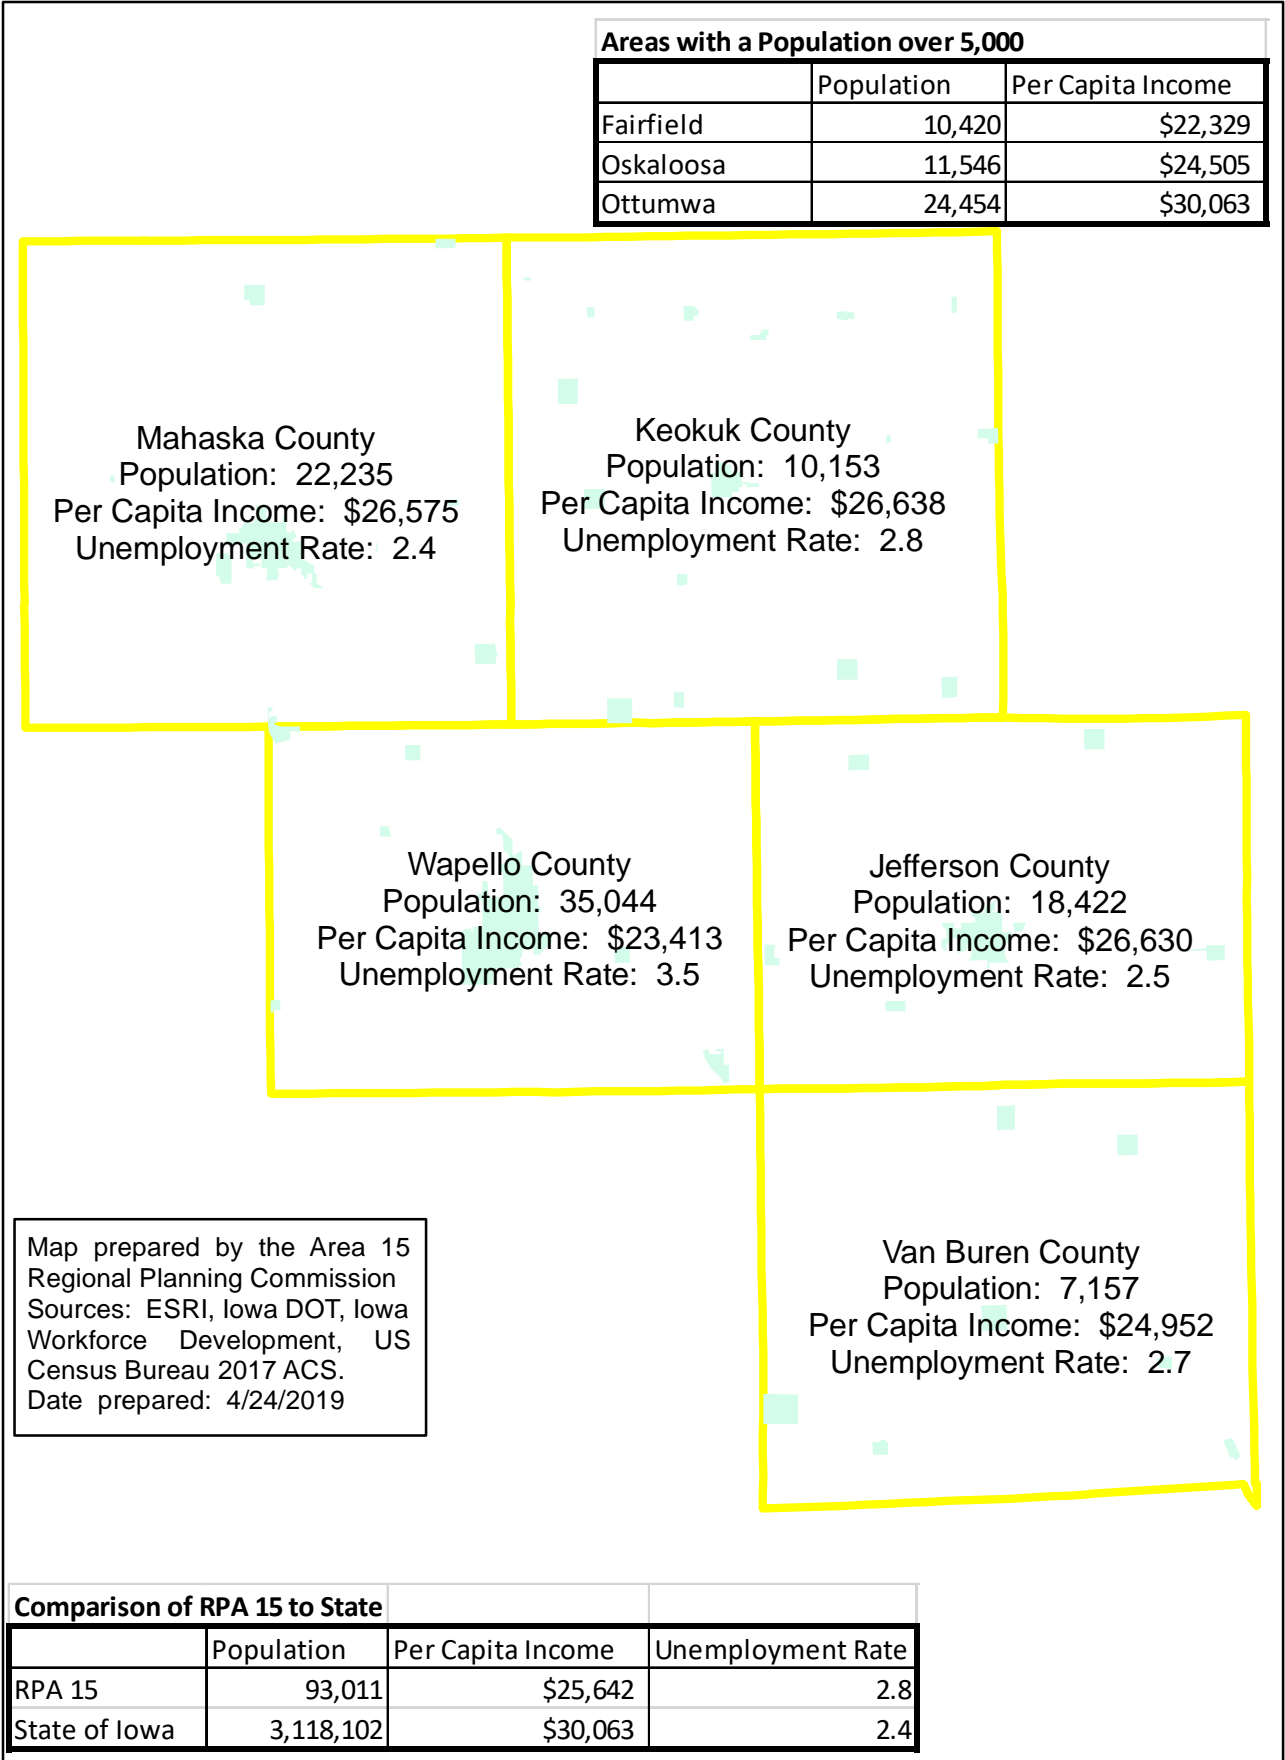 Areas with a Population over 5,000
Population Per Capita Income
Fairfield 10,420 $22,329
Oskaloosa 11,546 $24,505
Ottumwa 24,454 $30,063
Mahaska County
Population: 22,235
Per Capita Income: $26,575
Unemployment Rate: 2.4
Keokuk County
Population: 10,153
Per Capita Income: $26,638
Unemployment Rate: 2.8
Wapello County
Population: 35,044
Per Capita Income: $23,413
Unemployment Rate: 3.5
Jefferson County
Population: 18,422
Per Capita Income: $26,630
Unemployment Rate: 2.5
Van Buren County
Population: 7,157
Per Capita Income: $24,952
Unemployment Rate: 2.7
Map prepared by the Area 15
Regional Planning Commission
Sources: ESRI, Iowa DOT, Iowa
Workforce Development, US
Census Bureau 2017 ACS.
Date prepared: 4/24/2019
Comparison of RPA 15 to State
Population Per Capita Income Unemployment Rate
RPA 15 93,011 $25,642 2.8
State of Iowa 3,118,102 $30,063 2.4